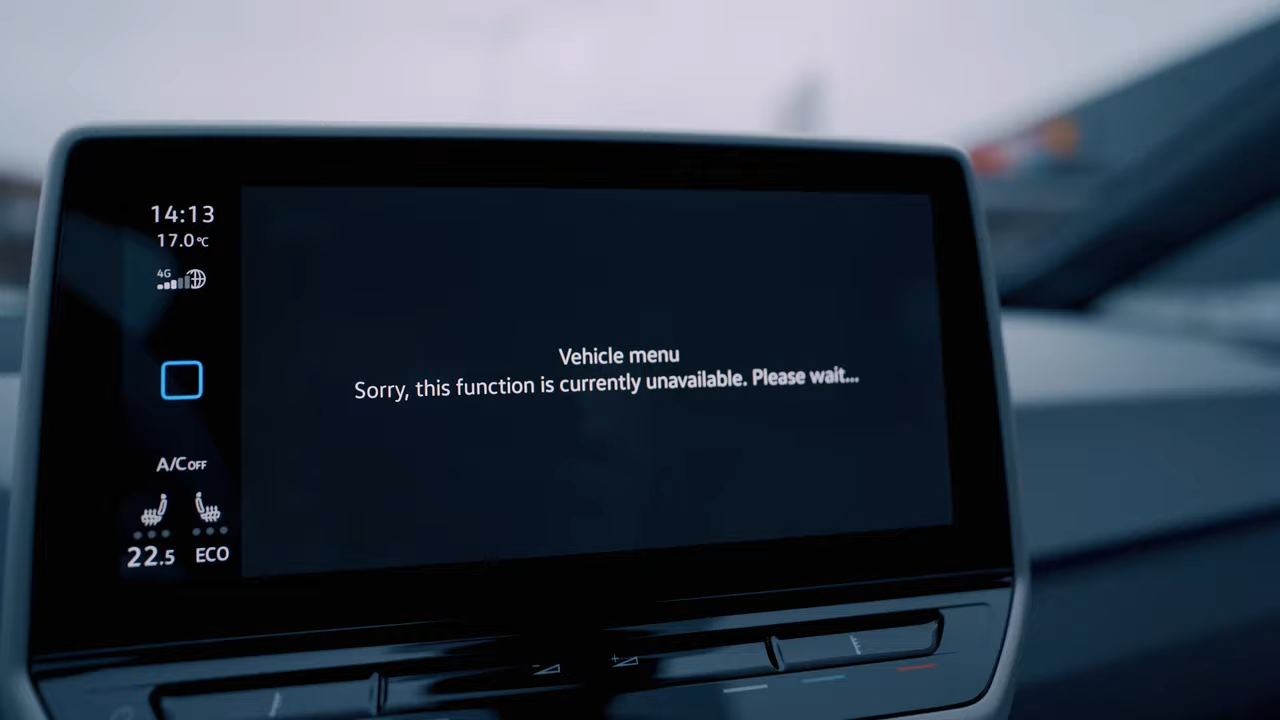 14:13
17.0°C
4G
Vehicle menu
Sorry, this function is currently unavailable. Please wait...
A/C OFF
22.5 ECO